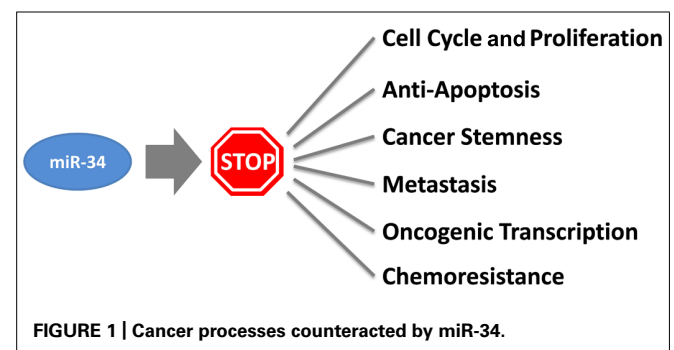 Cell Cycle and Proliferation
Anti-Apoptosis
miR-34
STOP
Cancer Stemness
Metastasis
Oncogenic Transcription
Chemoresistance
FIGURE 1 | Cancer processes counteracted by miR-34.